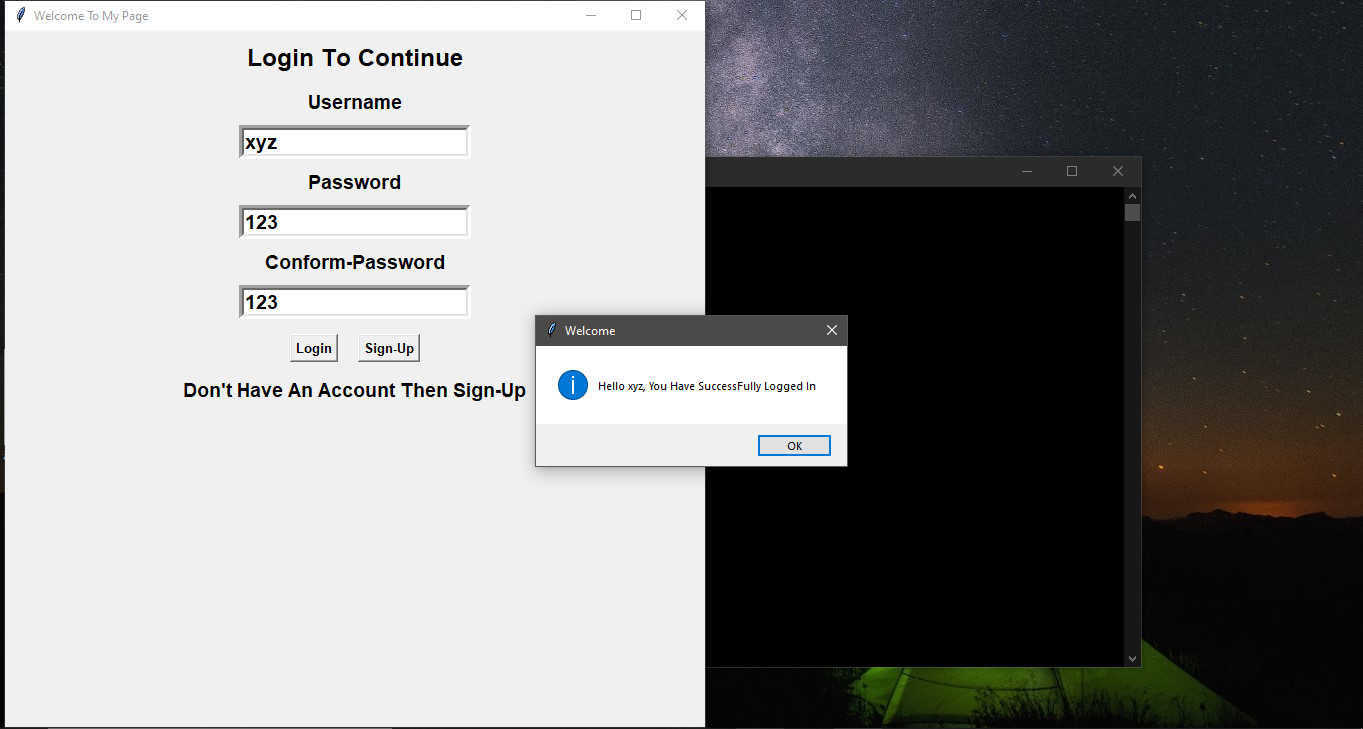 Welcome To My Page
Login To Continue
Username
xyz
Password
123
Conform-Password
123
Login
Sign-Up
Don't Have An Account Then Sign-Up
Welcome
Hello xyz, You Have SuccessFully Logged In
OK